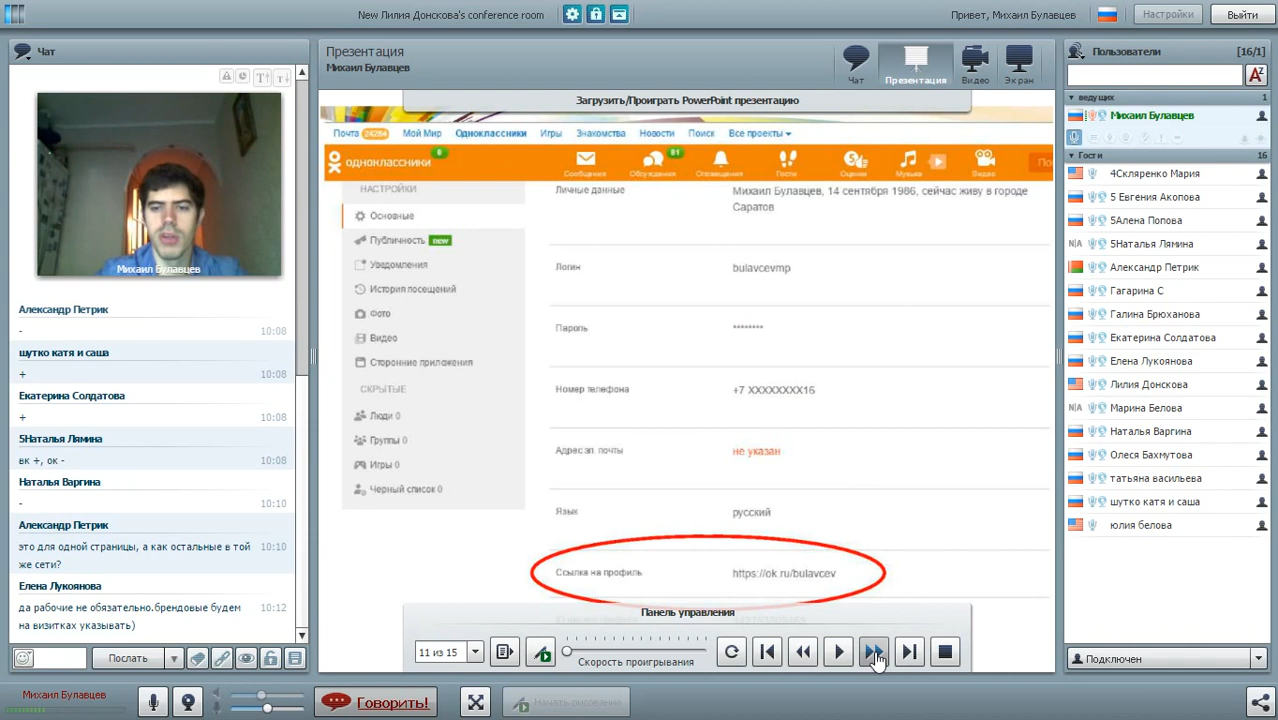 New Лилия Донскова's conference room
Привет, Михаил Булавцев
Настройки
Выйти
Чат
Михаил Булавцев
Александр Петрик
-
10:08
шутко катя и саша
+
10:08
Екатерина Солдатова
+
10:08
5Наталья Лямина
вк +, ок -
10:08
Наталья Варгина
-
10:10
Александр Петрик
это для одной страницы, а как остальные в той
10:10
же сети?
Елена Лукоянова
10:12
да рабочие не обязательно.брендовые будем
на визитках указывать)
Послать
Презентация
Михаил Булавцев
Чат
Презентация
Видео
Экран
Загрузить/Проиграть PowerPoint презентацию
Почта 24284 Мой Мир Одноклассники Игры Знакомства Новости Поиск Все проекты
одноклассники
Сообщения
Обсуждения
Оповещения
Гости
Оценки
Музыка
Видео
НАСТРОЙКИ
Основные
Публичность new
Уведомления
История посещений
Фото
Видео
Сторонние приложения
СКРЫТЫЕ
Люди 0
Группы 0
Игры 0
Черный список 0
Личные данные
Михаил Булавцев, 14 сентября 1986, сейчас живу в городе
Саратов
Логин
bulavcevmp
Пароль
********
Номер телефона
+7 XXXXXXXX16
Адрес эл. почты
не указан
Язык
русский
Ссылка на профиль
https://ok.ru/bulavcev
Панель управления
11 из 15
Скорость проигрывания
Пользователи
[16/1]
ведущих
1
Михаил Булавцев
Гости
16
4Скляренко Мария
5 Евгения Акопова
5Алена Попова
N/A 5Наталья Лямина
Александр Петрик
Гагарина С
Галина Брюханова
Екатерина Солдатова
Елена Лукоянова
Лилия Донскова
N/A Марина Белова
Наталья Варгина
Олеся Бахмутова
татьяна васильева
шутко катя и саша
юлия белова
Подключен
Михаил Булавцев
Говорить!
Начать рисование